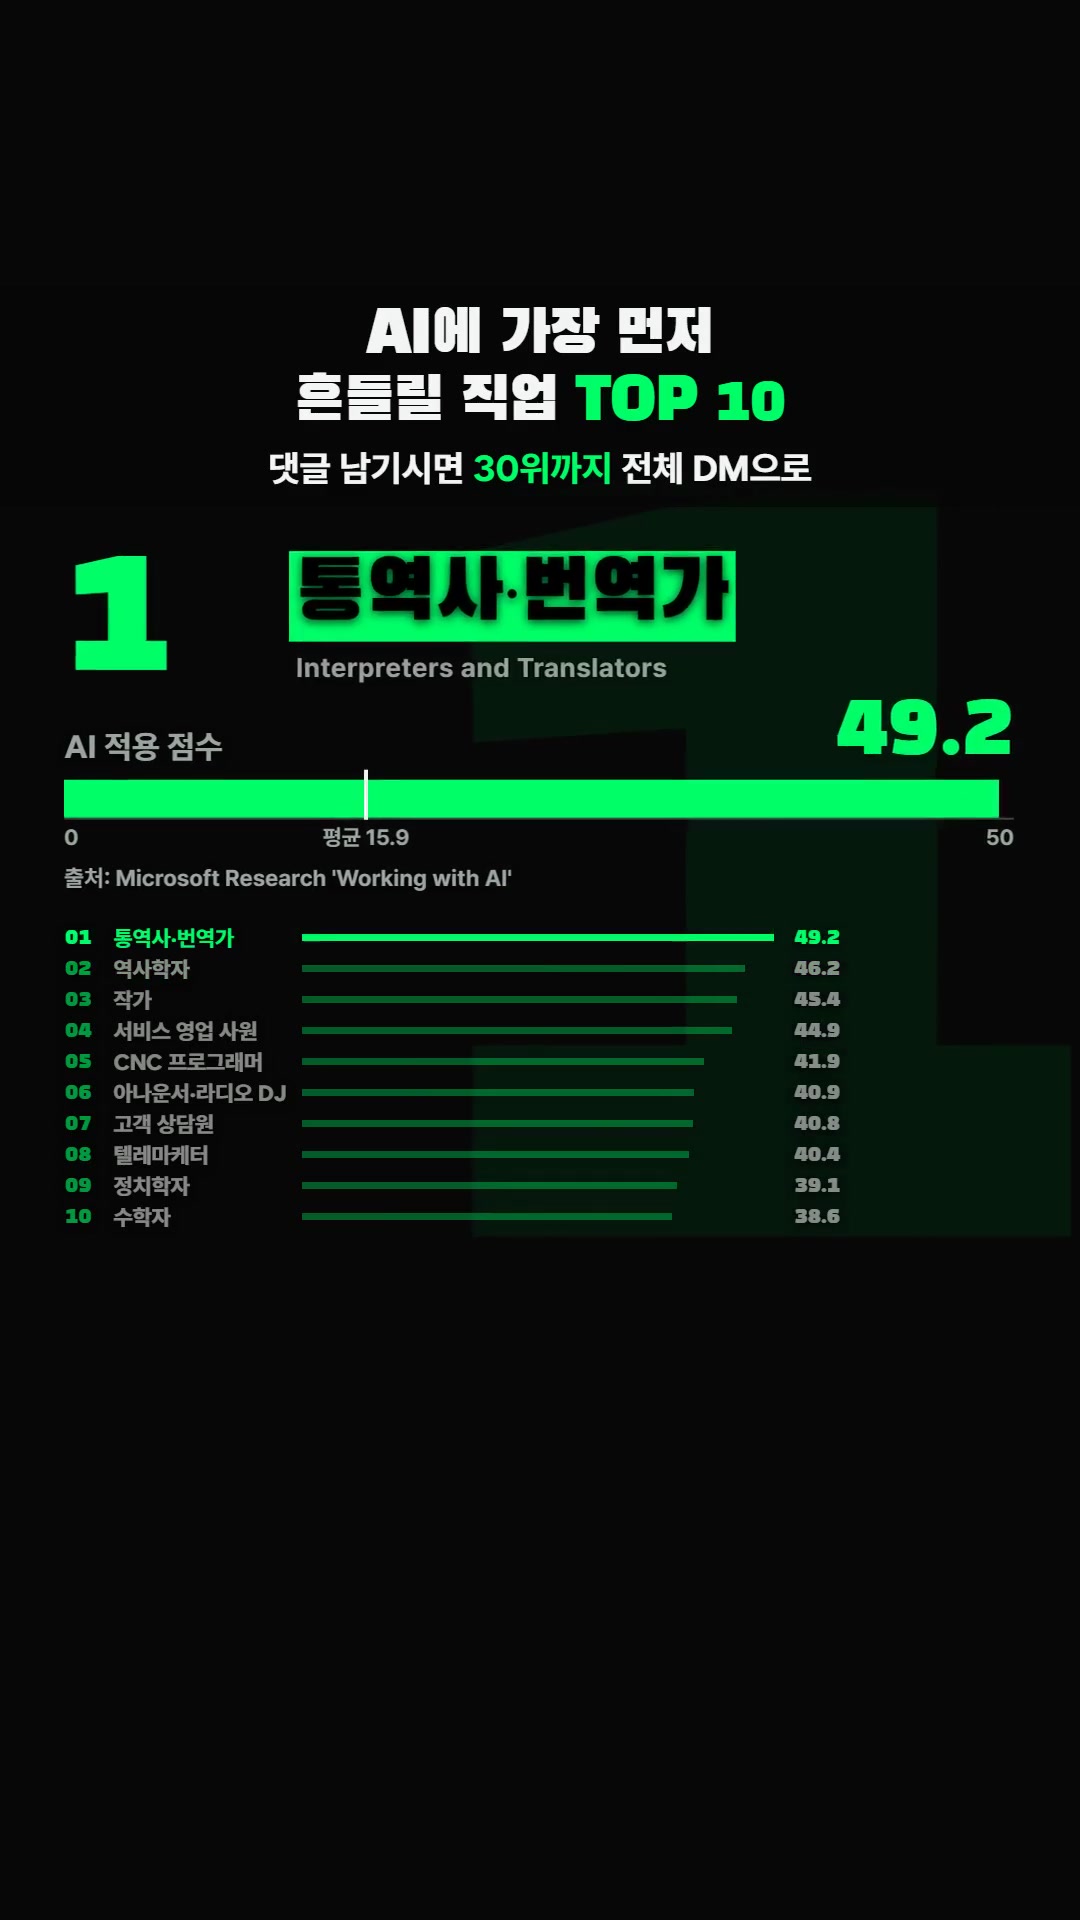 AI에 가장 먼저
흔들릴 직업 TOP 10
댓글 남기시면 30위까지 전체 DM으로
1 통역사·번역가
Interpreters and Translators
AI 적용 점수 49.2
0 평균 15.9 50
출처: Microsoft Research 'Working with AI'
01 통역사·번역가 49.2
02 역사학자 46.2
03 작가 45.4
04 서비스 영업 사원 44.9
05 CNC 프로그래머 41.9
06 아나운서·라디오 DJ 40.9
07 고객 상담원 40.8
08 텔레마케터 40.4
09 정치학자 39.1
10 수학자 38.6